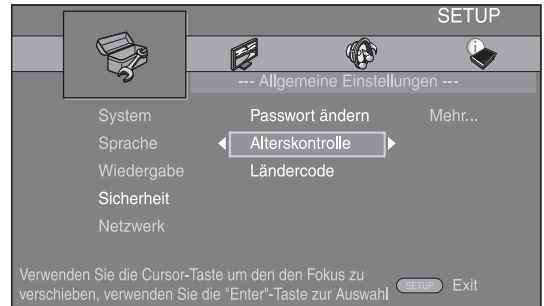 SETUP
--- Allgemeine Einstellungen ---
System Passwort ändern Mehr...
Sprache Alterskontrolle
Wiedergabe Ländercode
Sicherheit
Netzwerk
Verwenden Sie die Cursor-Taste um den den Fokus zu
verschieben, verwenden Sie die "Enter"-Taste zur Auswahl
SETUP Exit